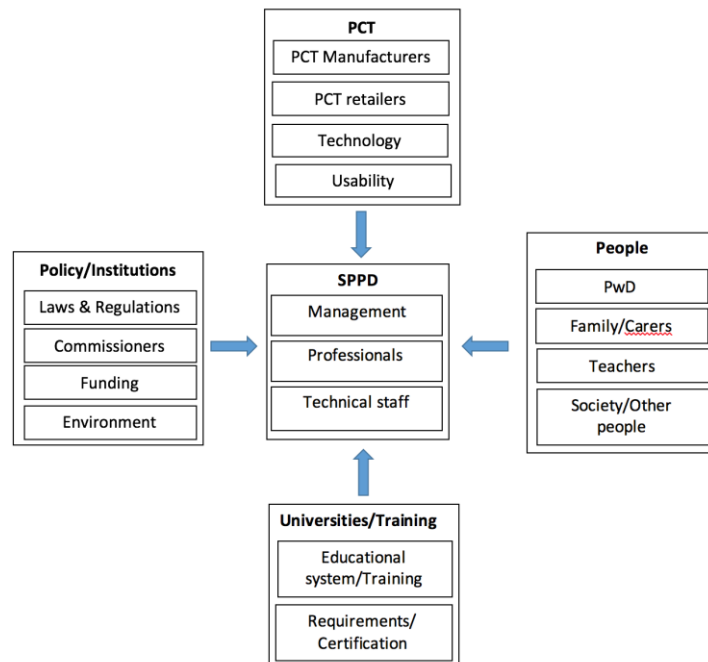 PCT
PCT Manufacturers
PCT retailers
Technology
Usability
Policy/Institutions
Laws & Regulations
Commissioners
Funding
Environment
SPPD
Management
Professionals
Technical staff
People
PwD
Family/Carers
Teachers
Society/Other
people
Universities/Training
Educational
system/Training
Requirements/
Certification